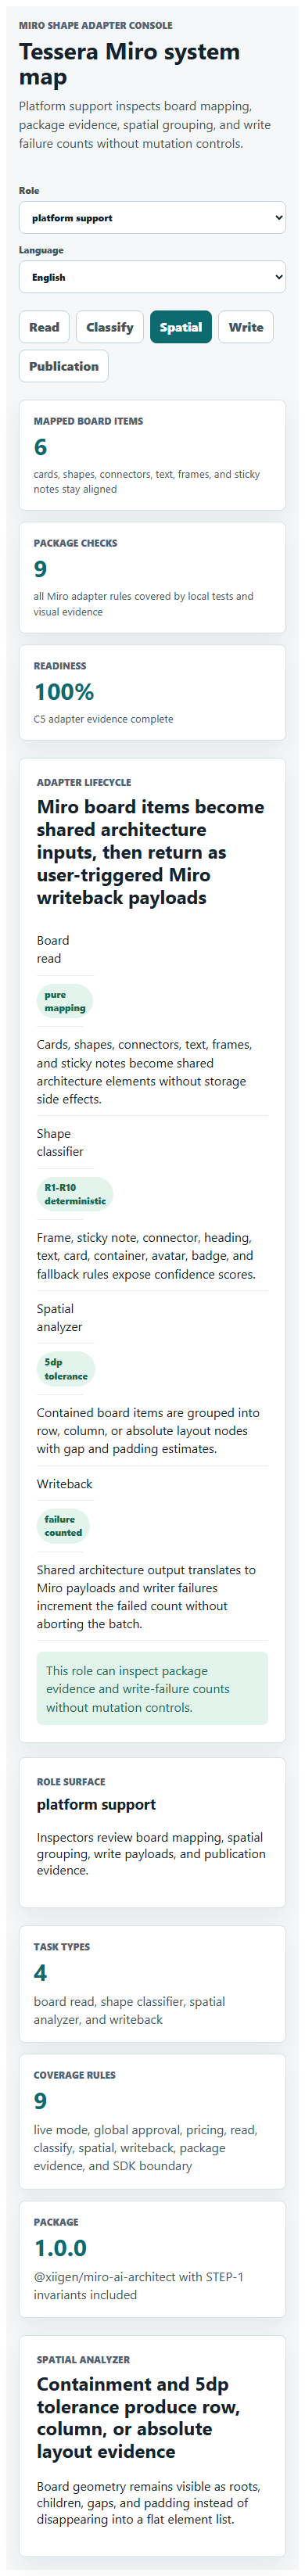 MIRO SHAPE ADAPTER CONSOLE
Tessera Miro system
map
Platform support inspects board mapping,
package evidence, spatial grouping, and write
failure counts without mutation controls.
Role
platform support
Language
English
Read
Classify
Spatial
Write
Publication
MAPPED BOARD ITEMS
6
cards, shapes, connectors, text, frames, and sticky
notes stay aligned
PACKAGE CHECKS
9
all Miro adapter rules covered by local tests and
visual evidence
READINESS
100%
C5 adapter evidence complete
ADAPTER LIFECYCLE
Miro board items become
shared architecture
inputs, then return as
user-triggered Miro
writeback payloads
Board
read
pure
mapping
Cards, shapes, connectors, text, frames,
and sticky notes become shared
architecture elements without storage
side effects.
Shape
classifier
R1-R10
deterministic
Frame, sticky note, connector, heading,
text, card, container, avatar, badge, and
fallback rules expose confidence scores.
Spatial
analyzer
5dp
tolerance
Contained board items are grouped into
row, column, or absolute layout nodes
with gap and padding estimates.
Writeback
failure
counted
Shared architecture output translates to
Miro payloads and writer failures
increment the failed count without
aborting the batch.
This role can inspect package
evidence and write-failure counts
without mutation controls.
ROLE SURFACE
platform support
Inspectors review board mapping, spatial
grouping, write payloads, and publication
evidence.
TASK TYPES
4
board read, shape classifier, spatial
analyzer, and writeback
COVERAGE RULES
9
live mode, global approval, pricing, read,
classify, spatial, writeback, package
evidence, and SDK boundary
PACKAGE
1.0.0
@xiigen/miro-ai-architect with STEP-1
invariants included
SPATIAL ANALYZER
Containment and 5dp
tolerance produce row,
column, or absolute
layout evidence
Board geometry remains visible as roots,
children, gaps, and padding instead of
disappearing into a flat element list.